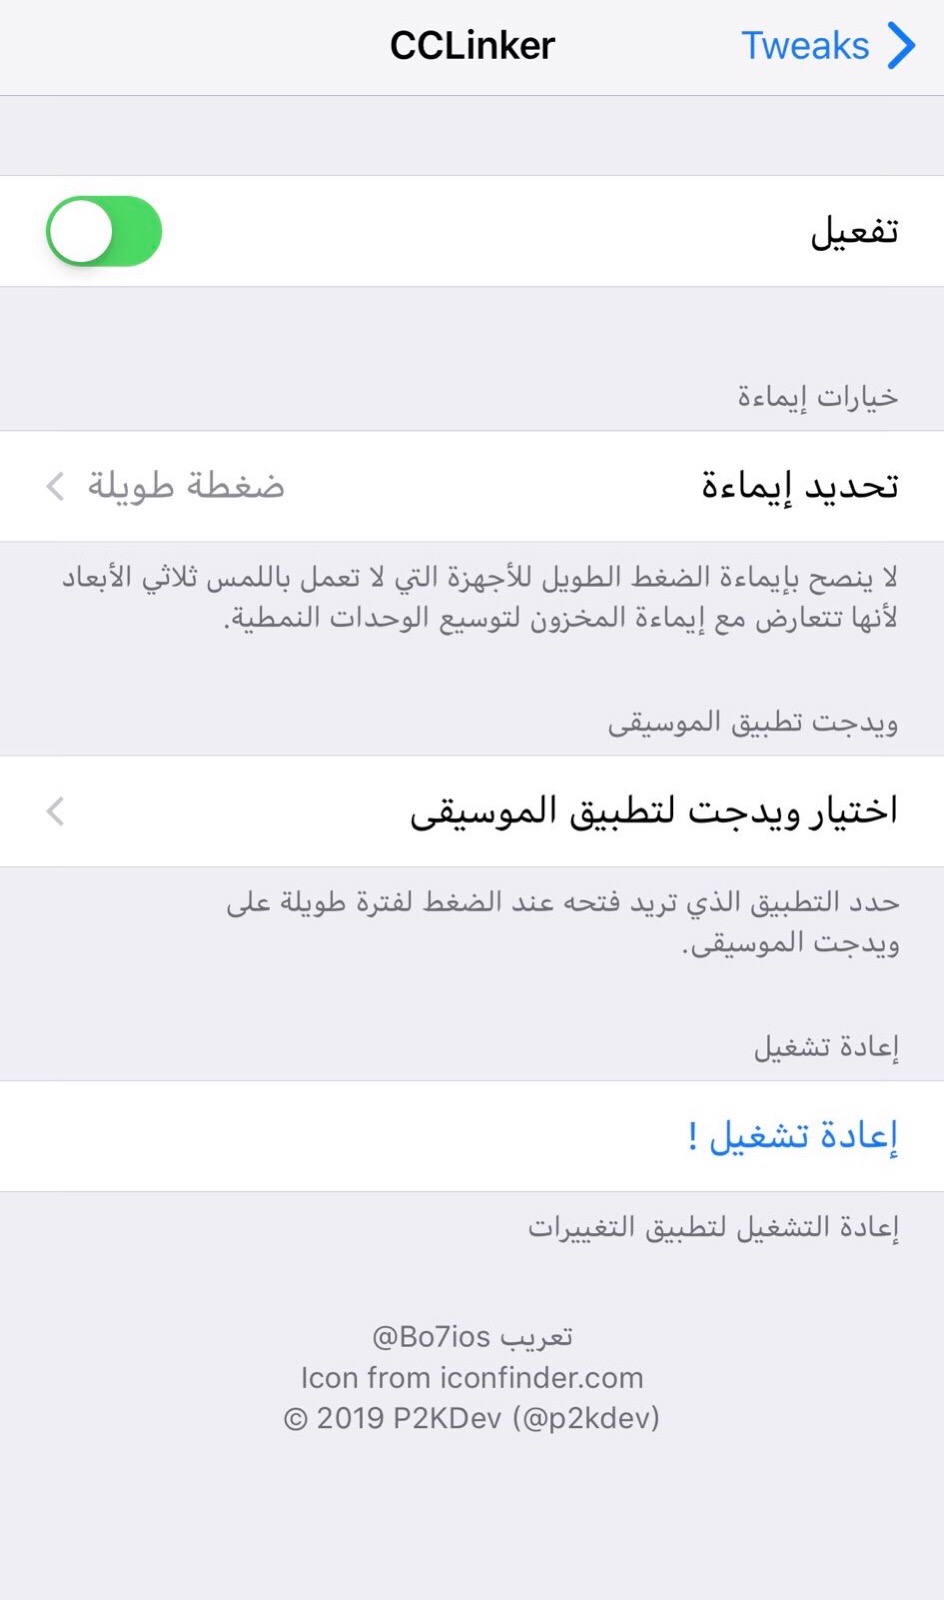 CCLinker
Tweaks
تفعيل
خيارات إيماءة
تحديد إيماءة
ضغطة طويلة
لا ينصح بإيماءة الضغط الطويل للأجهزة التي لا تعمل باللمس ثلاثي الأبعاد
لأنها تتعارض مع إيماءة المخزون لتوسيع الوحدات النمطية.
ويدجت تطبيق الموسيقى
اختيار ويدجت لتطبيق الموسيقى
حدد التطبيق الذي تريد فتحه عند الضغط لفترة طويلة على
ويدجت الموسيقى.
إعادة تشغيل
إعادة تشغيل !
إعادة التشغيل لتطبيق التغييرات
تعريب @Bo7ios
Icon from iconfinder.com
© 2019 P2KDev (@p2kdev)